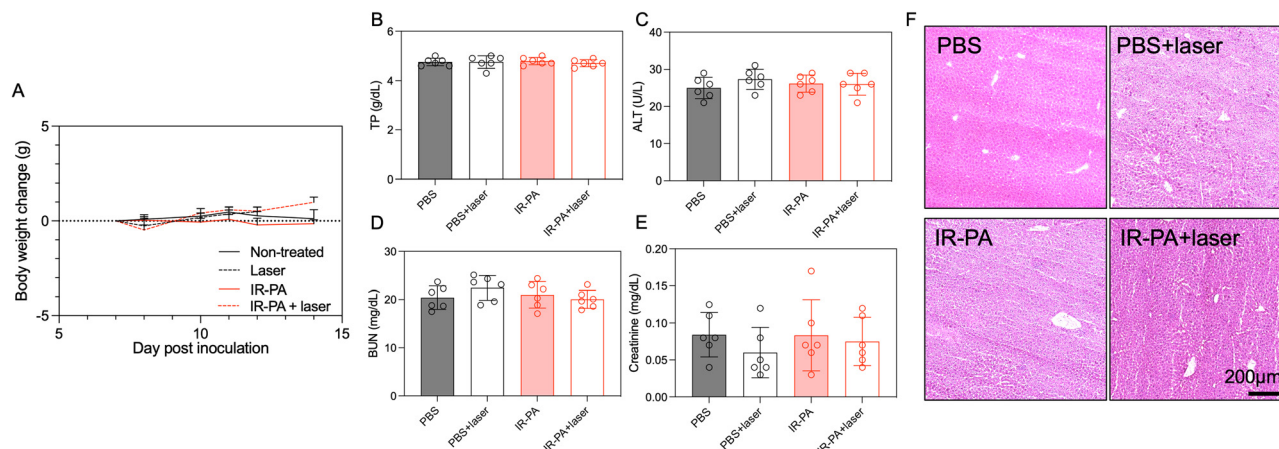 A
Body weight change (g)
5
0
-5
5
10
15
Day post inoculation
Non-treated
Laser
IR-PA
IR-PA + laser
B
TP (g/dL)
6
4
2
0
PBS
PBS+laser
IR-PA
IR-PA+laser
C
ALT (U/L)
40
30
20
10
0
PBS
PBS+laser
IR-PA
IR-PA+laser
D
BUN (mg/dL)
30
20
10
0
PBS
PBS+laser
IR-PA
IR-PA+laser
E
Creatinine (mg/dL)
0.20
0.15
0.10
0.05
0.00
PBS
PBS+laser
IR-PA
IR-PA+laser
F
PBS
PBS+laser
IR-PA
IR-PA+laser
200μm